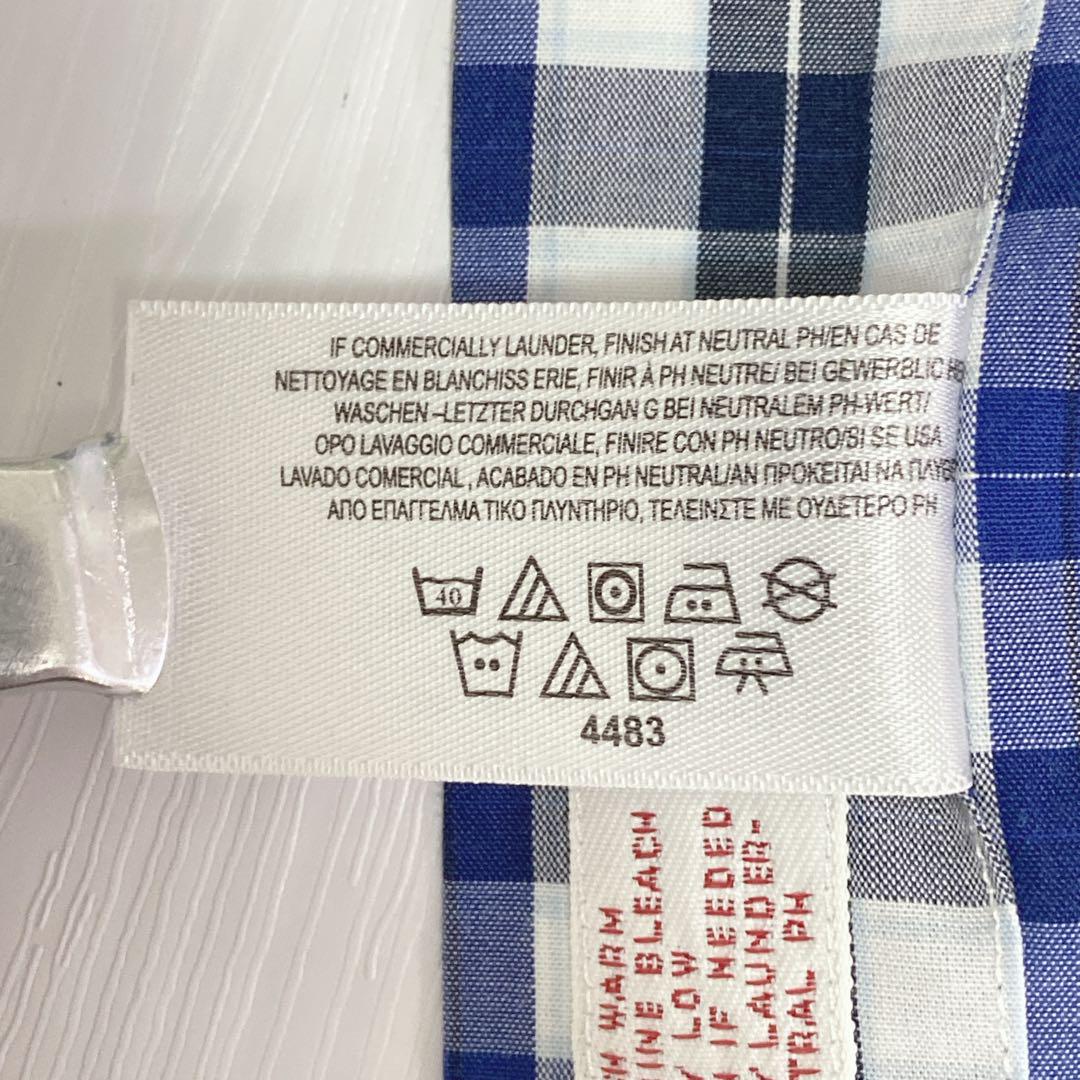 IF COMMERCIALLY LAUNDER, FINISH AT NEUTRAL PH/EN CAS DE
NETTOYAGE EN BLANCHISS ERIE, FINIR À PH NEUTRE/ BEI GEWERBLIC
WASCHEN –LETZTER DURCHGAN G BEI NEUTRALEM PH-WERT/
OPO LAVAGGIO COMMERCIALE, FINIRE CON PH NEUTRO/SI SE USA
LAVADO COMERCIAL , ACABADO EN PH NEUTRAL/ΑΝ ΠΡΟΚΕΙΤΑΙ ΝΑ
ΑΠΟ ΕΠΑΓΓΕΛΜΑ ΤΙΚΟ ΠΛΥΝΤΗΡΙΟ, ΤΕΛΕΙΝΣΤΕ ΜΕ ΟΥΔΕΤΕΡΟ PH
40
4483
WARM
BLEACH
LOW
IF NEEDED
LAUNDER-
PH